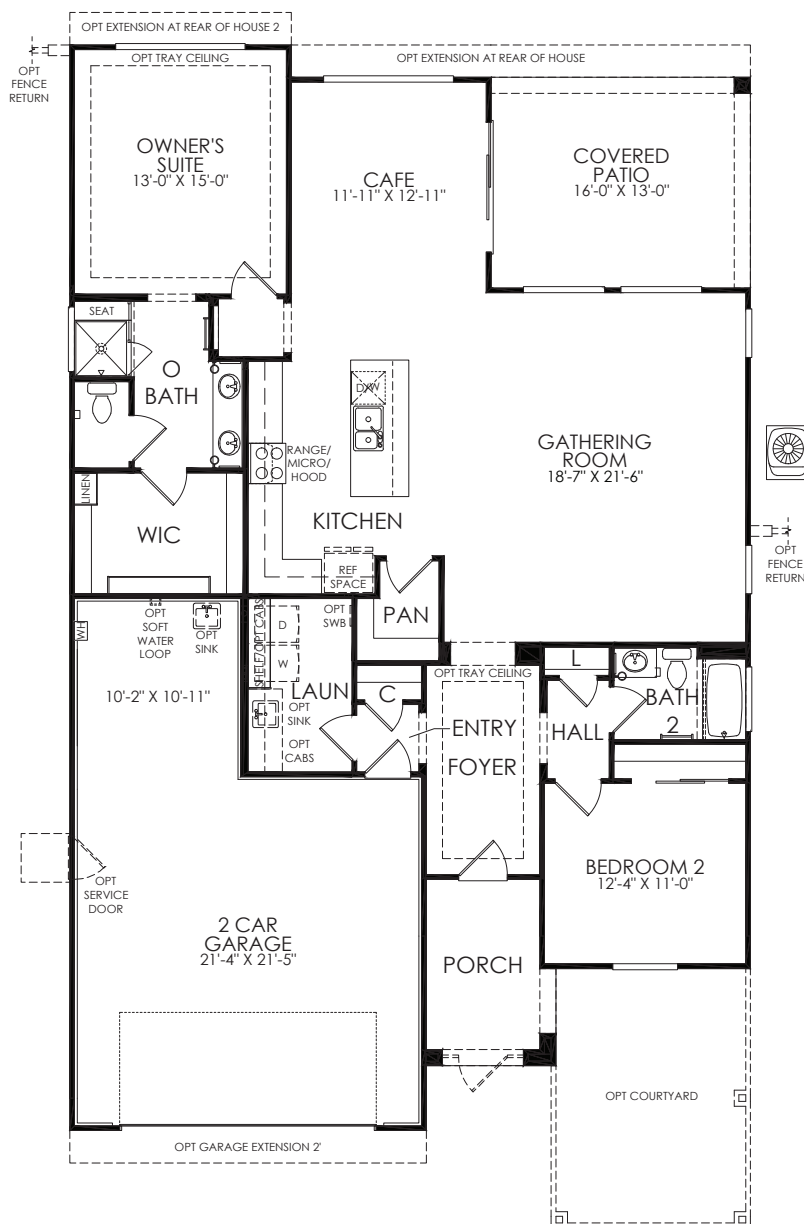 OPT EXTENSION AT REAR OF HOUSE 2
OPT TRAY CEILING
OPT EXTENSION AT REAR OF HOUSE
OPT
FENCE
RETURN
OWNER'S
SUITE
13'-0" X 15'-0"
CAFE
11'-11" X 12'-11"
COVERED
PATIO
16'-0" X 13'-0"
SEAT
O
BATH
D/W
RANGE/
MICRO/
HOOD
GATHERING
ROOM
18'-7" X 21'-6"
LINEN
WIC
KITCHEN
REF
SPACE
OPT
FENCE
RETURN
PAN
WH
OPT
SOFT
WATER
LOOP
OPT
SINK
SHELF/OPT CABS
D
W
OPT
SWB
10'-2" X 10'-11"
LAUN
OPT
SINK
OPT
CABS
C
OPT TRAY CEILING
ENTRY
FOYER
L
HALL
BATH
2
BEDROOM 2
12'-4" X 11'-0"
OPT
SERVICE
DOOR
2 CAR
GARAGE
21'-4" X 21'-5"
PORCH
OPT COURTYARD
OPT GARAGE EXTENSION 2'